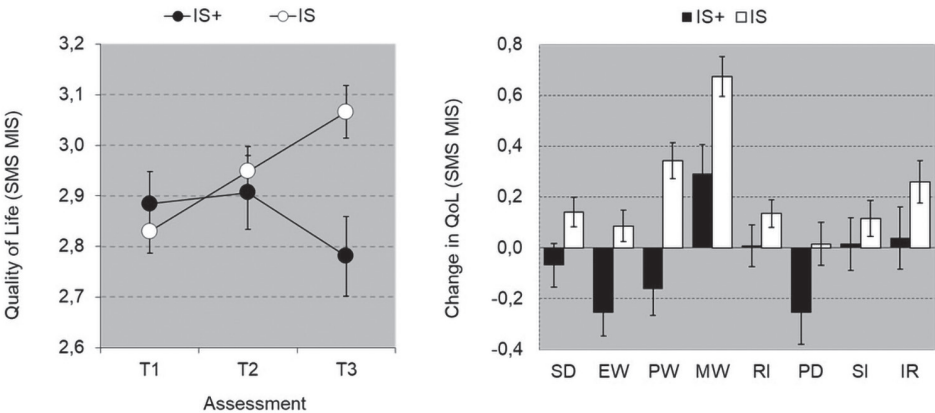 IS+ IS
3,2
3,1
3,0
2,9
2,8
2,7
2,6
Quality of Life (SMS MIS)
T1 T2 T3
Assessment
IS+ IS
0,8
0,6
0,4
0,2
0,0
-0,2
-0,4
Change in QoL (SMS MIS)
SD EW PW MW RI PD SI IR